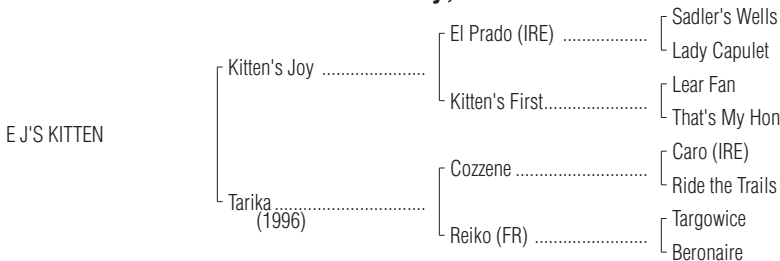 Sadler's Wells
El Prado (IRE) ..................
Lady Capulet
Kitten's Joy ......................
Lear Fan
Kitten's First......................
That's My Hon
E J'S KITTEN
Caro (IRE)
Cozzene ............................
Ride the Trails
Tarika................................
(1996)
Targowice
Reiko (FR) ........................
Beronaire